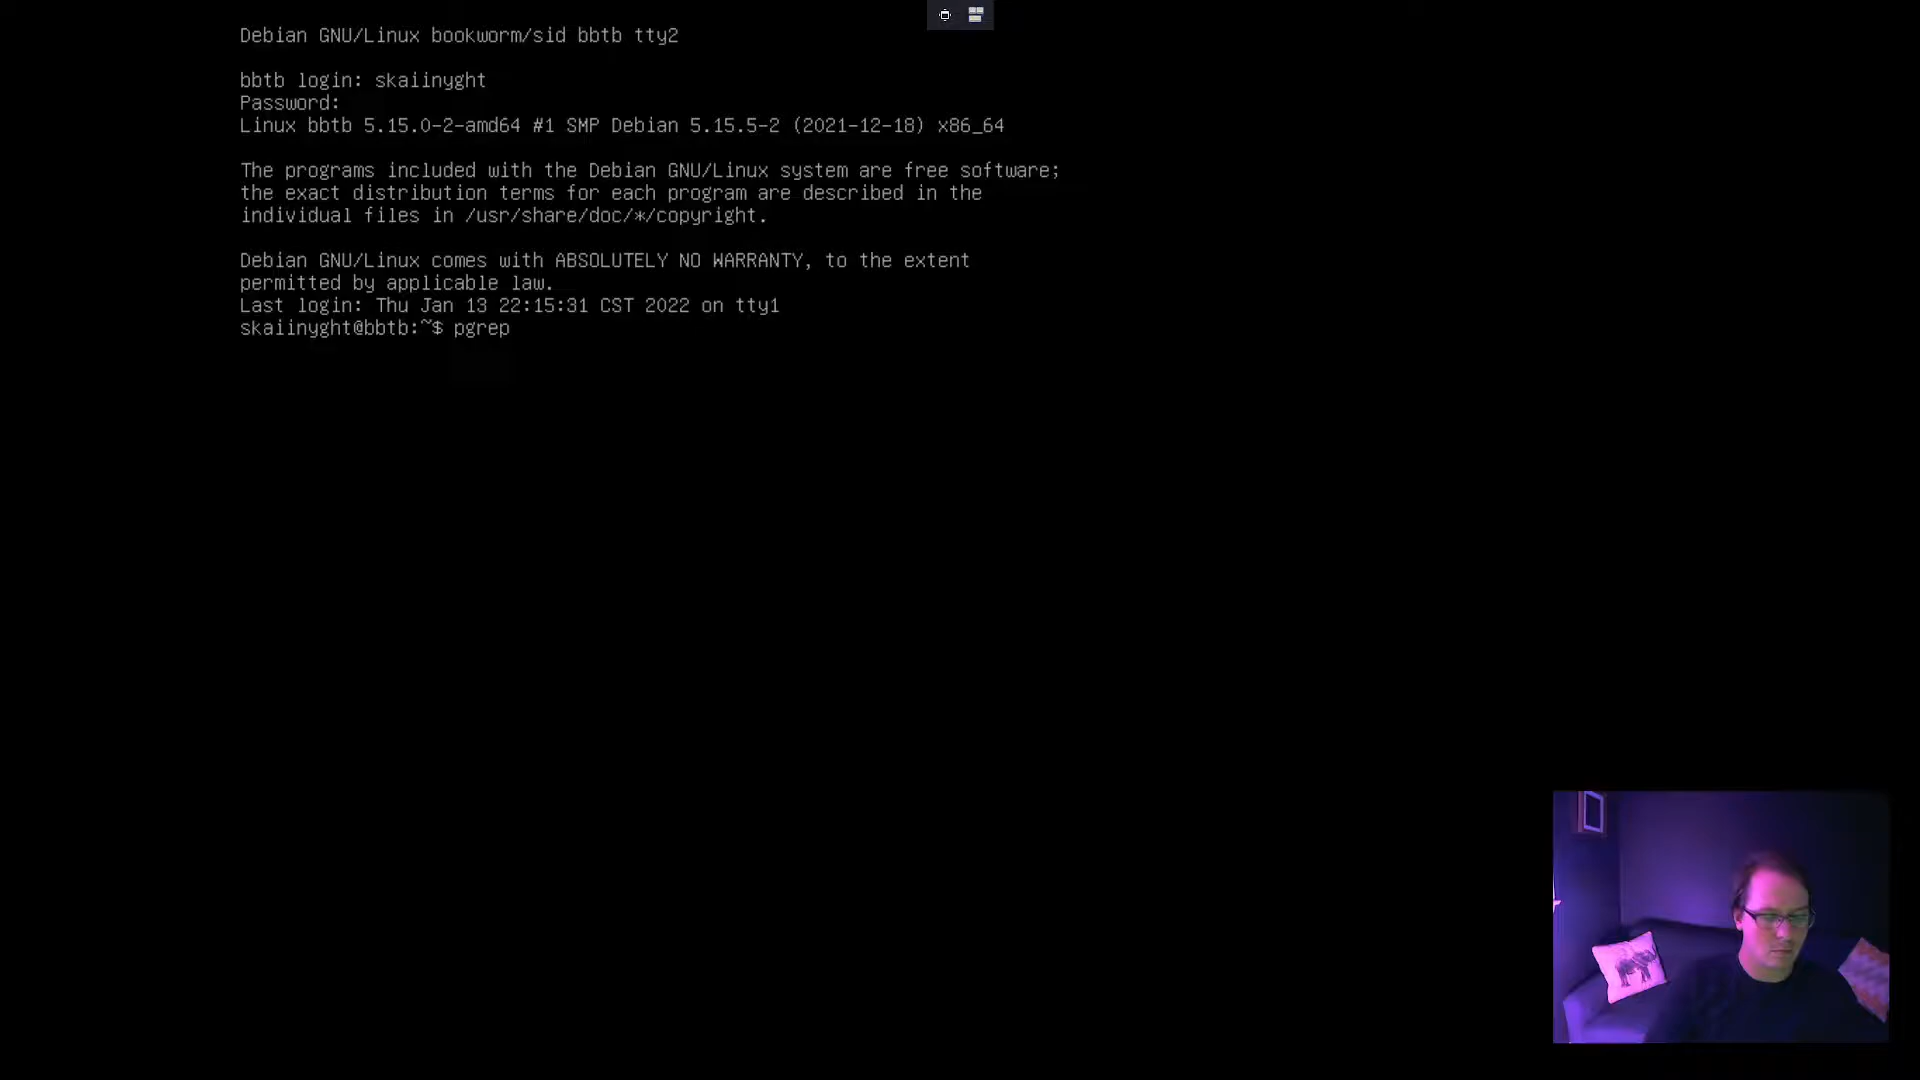 Debian GNU/Linux bookworm/sid bbtb tty2
bbtb login: skaiinyght
Password:
Linux bbtb 5.15.0-2-amd64 #1 SMP Debian 5.15.5-2 (2021-12-18) x86_64
The programs included with the Debian GNU/Linux system are free software;
the exact distribution terms for each program are described in the
individual files in /usr/share/doc/*/copyright.
Debian GNU/Linux comes with ABSOLUTELY NO WARRANTY, to the extent
permitted by applicable law.
Last login: Thu Jan 13 22:15:31 CST 2022 on tty1
skaiinyght@bbtb:~$ pgrep